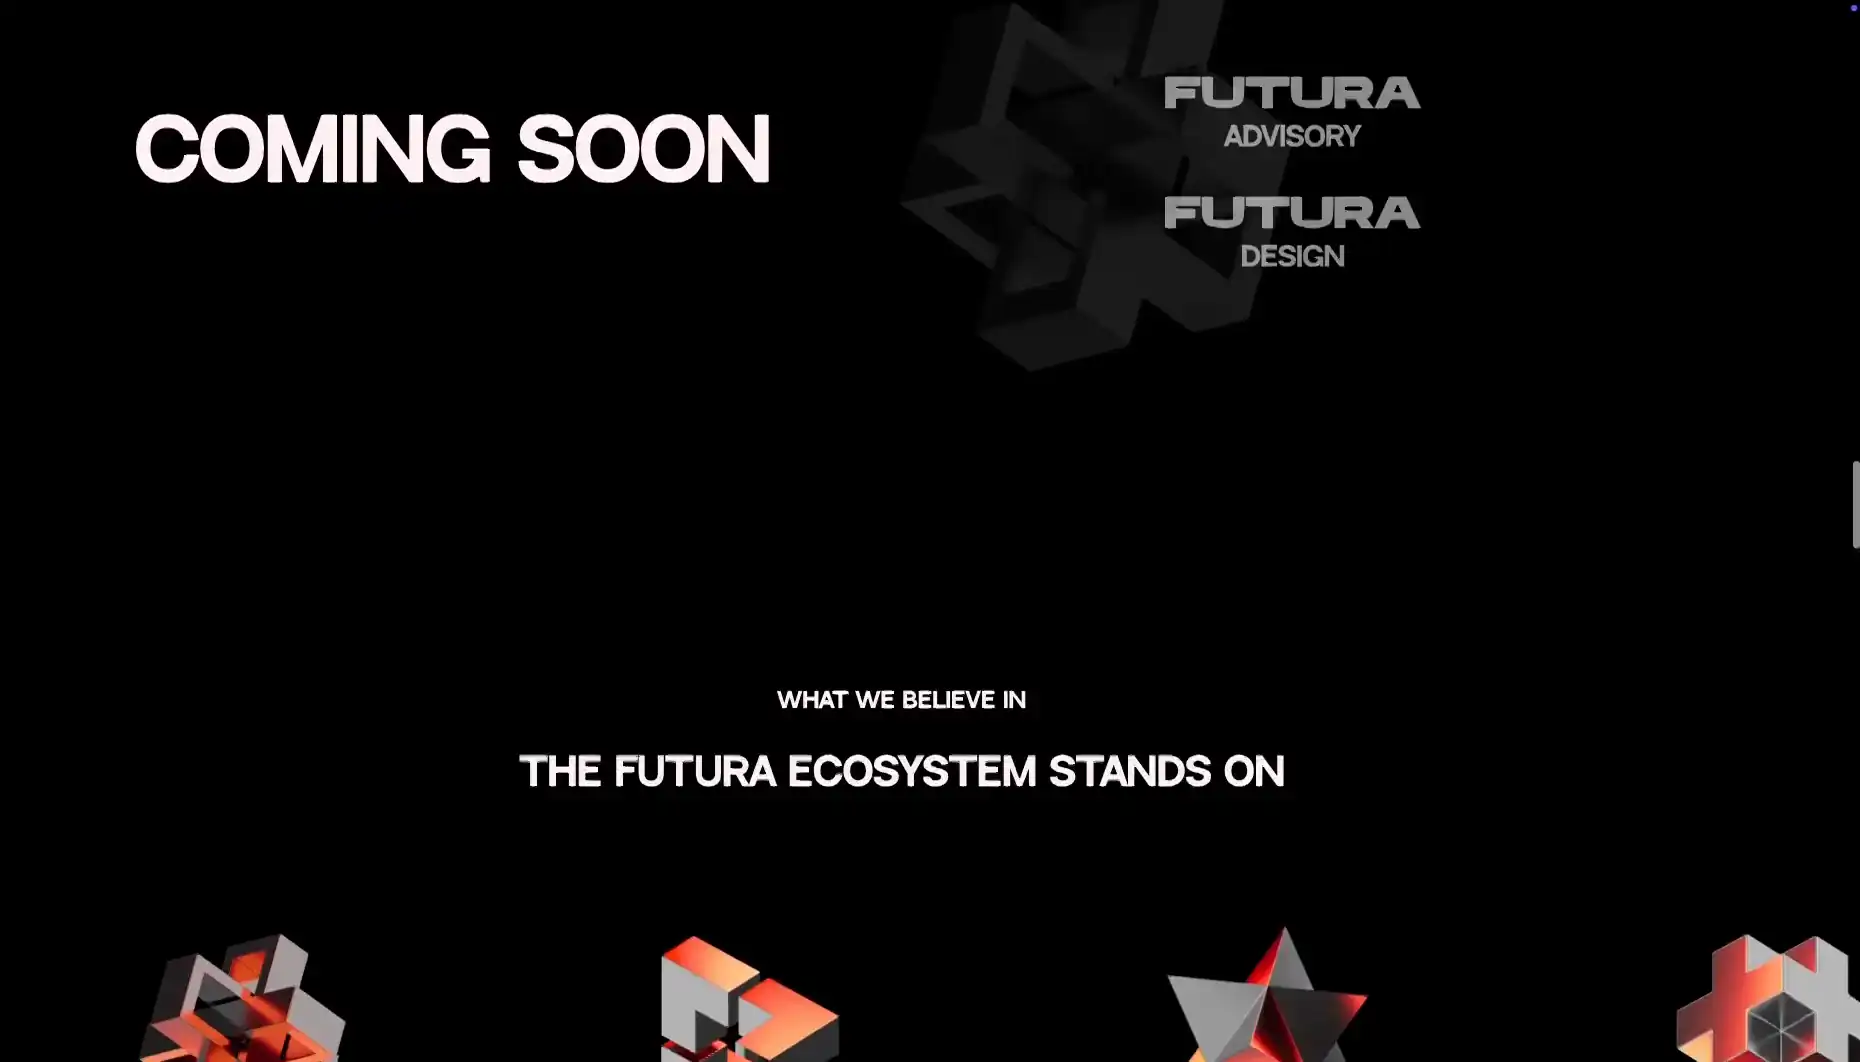 COMING SOON
FUTURA
ADVISORY
FUTURA
DESIGN
WHAT WE BELIEVE IN
THE FUTURA ECOSYSTEM STANDS ON